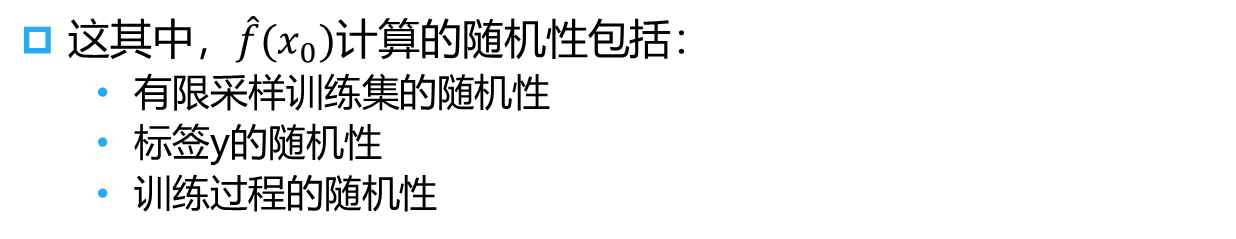 这其中，f̂(x₀)计算的随机性包括：
有限采样训练集的随机性
标签y的随机性
训练过程的随机性